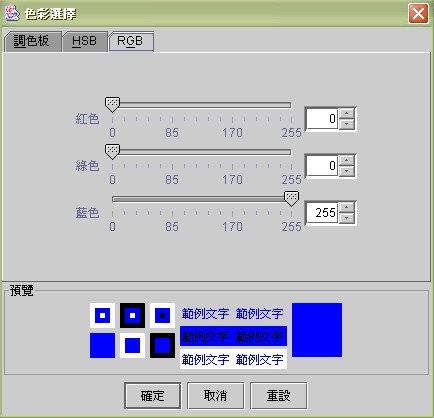 色彩選擇
調色板 HSB RGB
紅色 0
0 85 170 255
綠色 0
0 85 170 255
藍色 255
0 85 170 255
預覽
範例文字 範例文字
範例文字 範例文字
範例文字 範例文字
確定 取消 重設